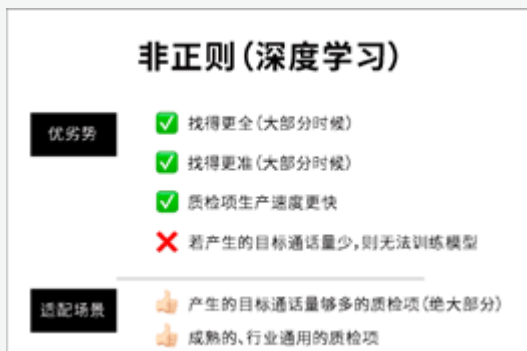 非正则(深度学习)
优劣势
✅ 找得更全(大部分时候)
✅ 找得更准(大部分时候)
✅ 质检项生产速度更快
❌ 若产生的目标通话量少,则无法训练模型
适配场景
👍🏻 产生的目标通话量够多的质检项(绝大部分)
👍🏻 成熟的、行业通用的质检项